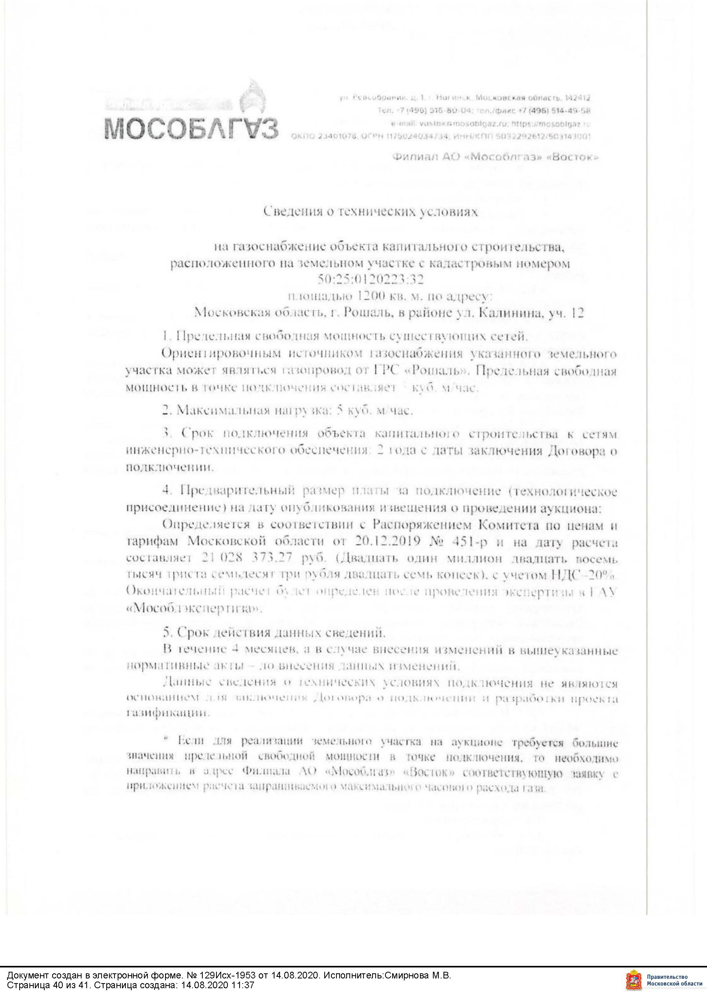 МОСОБЛГАЗ
ул. Ревсобраний, д. 1, г. Ногинск, Московская область, 142412
Тел. +7 (496) 516-80-04; тел./факс +7 (496) 514-49-58
e-mail: vostok@mosoblgaz.ru; https://mosoblgaz.ru
ОКПО 23401078, ОГРН 1175024034734, ИНН/КПП 5032292612/503143001
Филиал АО «Мособлгаз» «Восток»
Сведения о технических условиях
на газоснабжение объекта капитального строительства,
расположенного на земельном участке с кадастровым номером
50:25:0120223:32
площадью 1200 кв. м. по адресу:
Московская область, г. Рошаль, в районе ул. Калинина, уч. 12
1. Предельная свободная мощность существующих сетей.
Ориентировочным источником газоснабжения указанного земельного
участка может являться газопровод от ГРС «Рошаль». Предельная свободная
мощность в точке подключения составляет * куб. м/час.
2. Максимальная нагрузка: 5 куб. м/час.
3. Срок подключения объекта капитального строительства к сетям
инженерно-технического обеспечения: 2 года с даты заключения Договора о
подключении.
4. Предварительный размер платы за подключение (технологическое
присоединение) на дату опубликования извещения о проведении аукциона:
Определяется в соответствии с Распоряжением Комитета по ценам и
тарифам Московской области от 20.12.2019 № 451-р и на дату расчета
составляет 21 028 373,27 руб. (Двадцать один миллион двадцать восемь
тысяч триста семьдесят три рубля двадцать семь копеек), с учетом НДС-20%.
Окончательный расчет будет определен после проведения экспертизы в ГАУ
«Мособлэкспертиза».
5. Срок действия данных сведений.
В течение 4 месяцев, а в случае внесения изменений в вышеуказанные
нормативные акты – до внесения данных изменений.
Данные сведения о технических условиях подключения не являются
основанием для заключения Договора о подключении и разработки проекта
газификации.
* Если для реализации земельного участка на аукционе требуется большие
значения предельной свободной мощности в точке подключения, то необходимо
направить в адрес Филиала АО «Мособлгаз» «Восток» соответствующую заявку с
приложением расчета запрашиваемого максимального часового расхода газа.
Документ создан в электронной форме. № 129Исх-1953 от 14.08.2020. Исполнитель:Смирнова М.В.
Страница 40 из 41. Страница создана: 14.08.2020 11:37
Правительство
Московской области